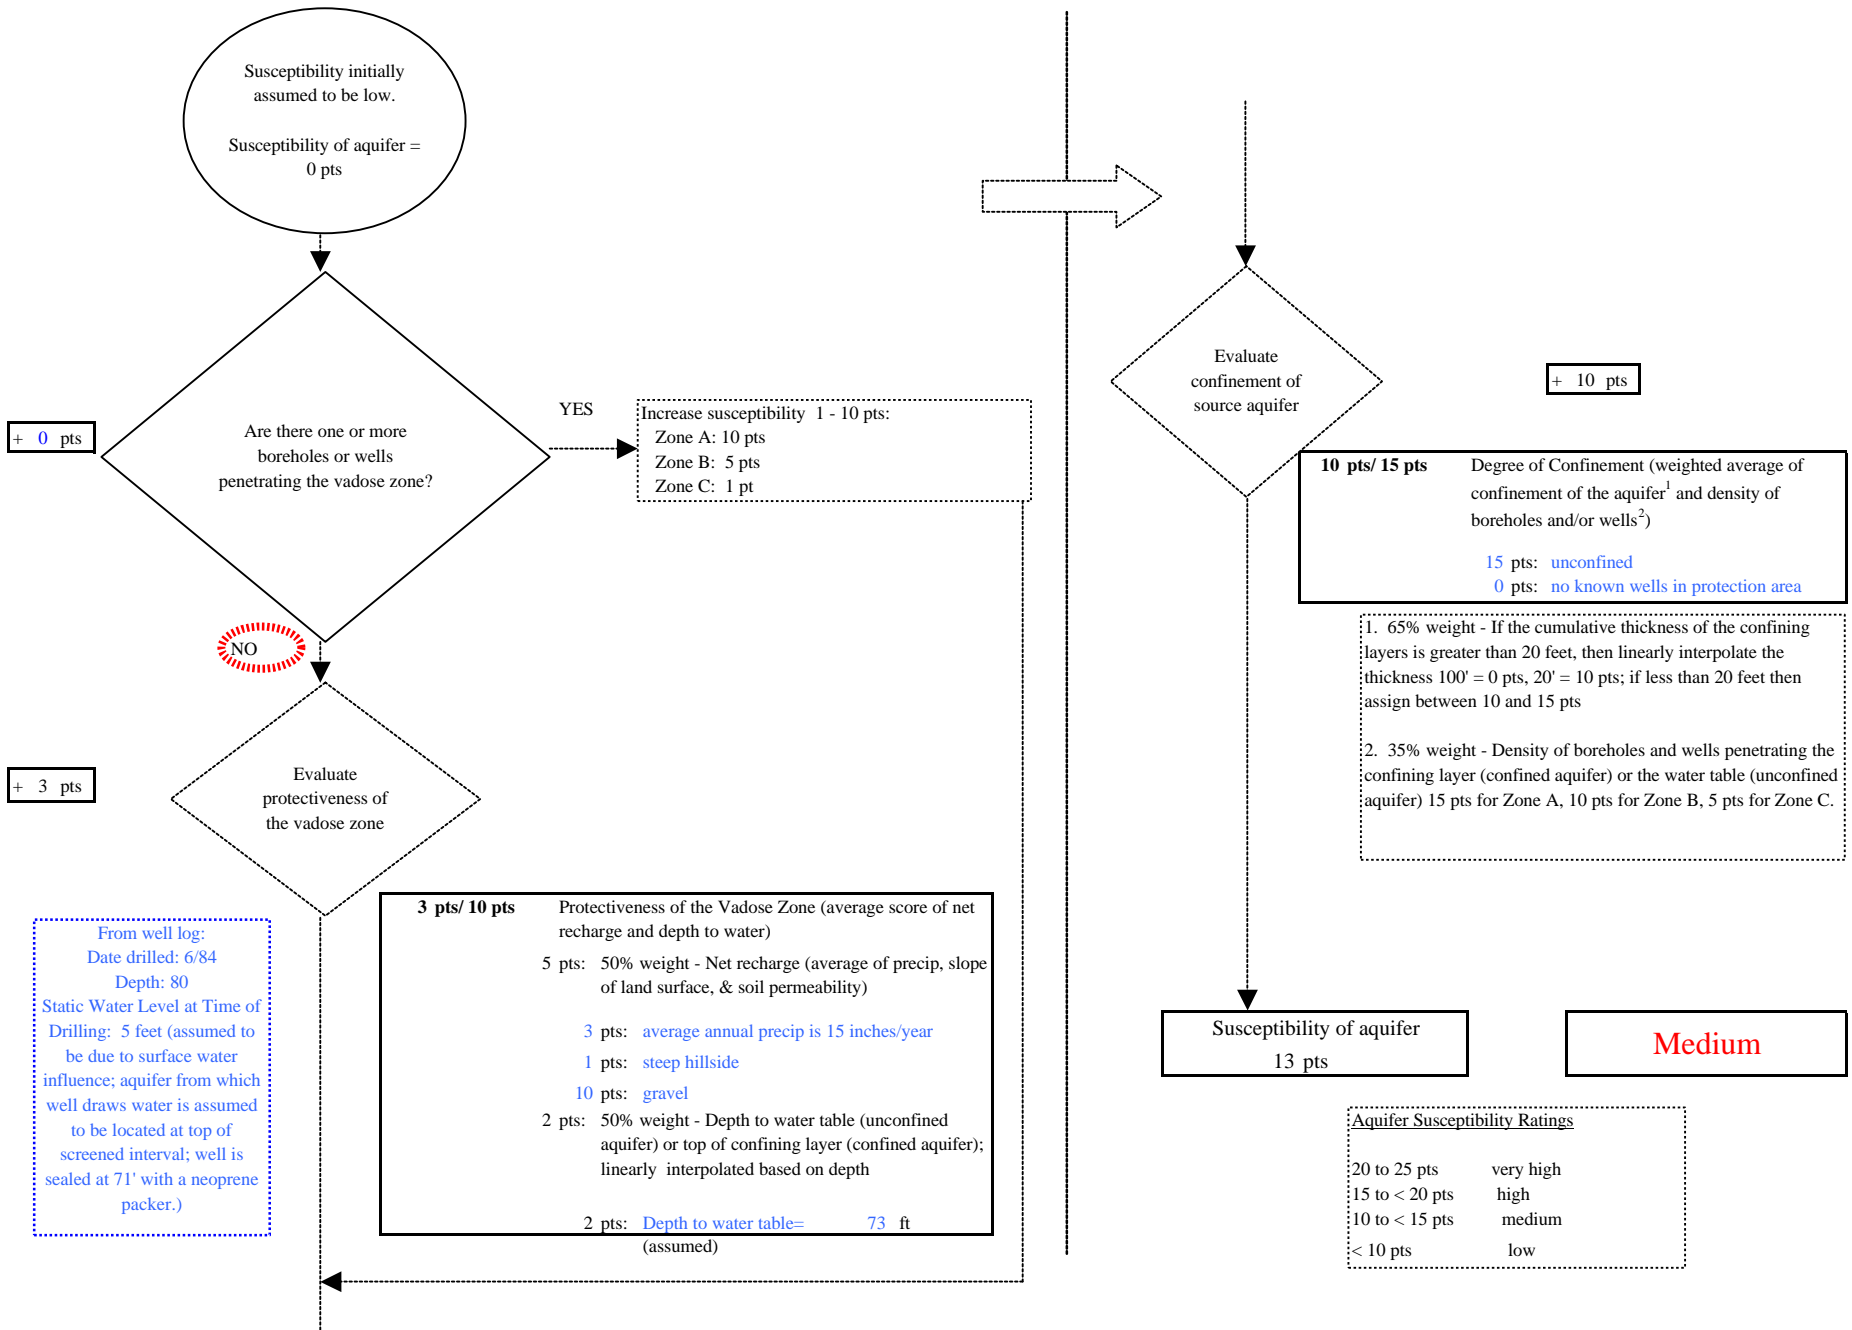 Susceptibility initially
assumed to be low.
Susceptibility of aquifer =
0 pts
+ 0 pts
Are there one or more
boreholes or wells
penetrating the vadose zone?
YES
Increase susceptibility 1 - 10 pts:
Zone A: 10 pts
Zone B: 5 pts
Zone C: 1 pt
NO
+ 3 pts
Evaluate
protectiveness of
the vadose zone
From well log:
Date drilled: 6/84
Depth: 80
Static Water Level at Time of
Drilling: 5 feet (assumed to
be due to surface water
influence; aquifer from which
well draws water is assumed
to be located at top of
screened interval; well is
sealed at 71' with a neoprene
packer.)
3 pts/ 10 pts Protectiveness of the Vadose Zone (average score of net
recharge and depth to water)
5 pts: 50% weight - Net recharge (average of precip, slope
of land surface, & soil permeability)
3 pts: average annual precip is 15 inches/year
1 pts: steep hillside
10 pts: gravel
2 pts: 50% weight - Depth to water table (unconfined
aquifer) or top of confining layer (confined aquifer);
linearly interpolated based on depth
2 pts: Depth to water table= 73 ft
(assumed)
Evaluate
confinement of
source aquifer
+ 10 pts
10 pts/ 15 pts Degree of Confinement (weighted average of
confinement of the aquifer¹ and density of
boreholes and/or wells²)
15 pts: unconfined
0 pts: no known wells in protection area
1. 65% weight - If the cumulative thickness of the confining
layers is greater than 20 feet, then linearly interpolate the
thickness 100' = 0 pts, 20' = 10 pts; if less than 20 feet then
assign between 10 and 15 pts
2. 35% weight - Density of boreholes and wells penetrating the
confining layer (confined aquifer) or the water table (unconfined
aquifer) 15 pts for Zone A, 10 pts for Zone B, 5 pts for Zone C.
Susceptibility of aquifer
13 pts
Medium
Aquifer Susceptibility Ratings
20 to 25 pts very high
15 to < 20 pts high
10 to < 15 pts medium
< 10 pts low